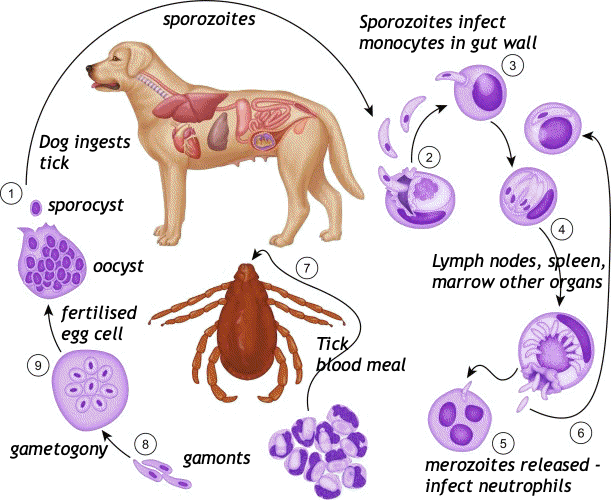 sporozoites
Sporozoites infect
monocytes in gut wall
3
Dog ingests
tick
1
sporocyst
2
oocyst
4
Lymph nodes, spleen,
marrow other organs
7
fertilised
egg cell
Tick
blood meal
9
gametogony
8
gamonts
5
6
merozoites released -
infect neutrophils